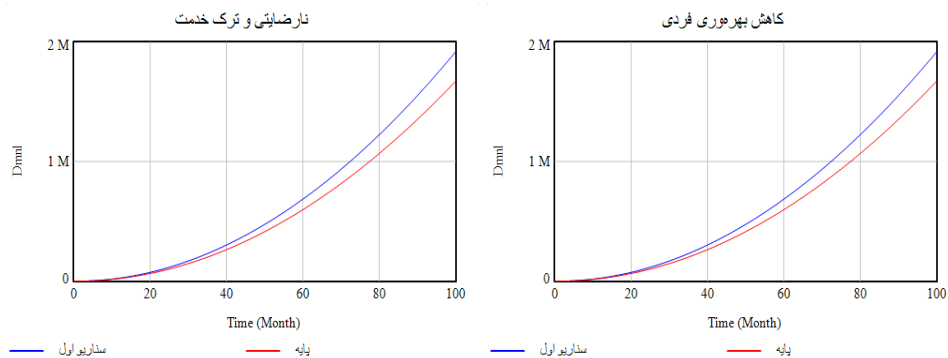 نارضایتی و ترک خدمت
2 M
1 M
0
Dmnl
0 20 40 60 80 100
Time (Month)
سناریو اول
پایه
کاهش بهره‌وری فردی
2 M
1 M
0
Dmnl
0 20 40 60 80 100
Time (Month)
سناریو اول
پایه